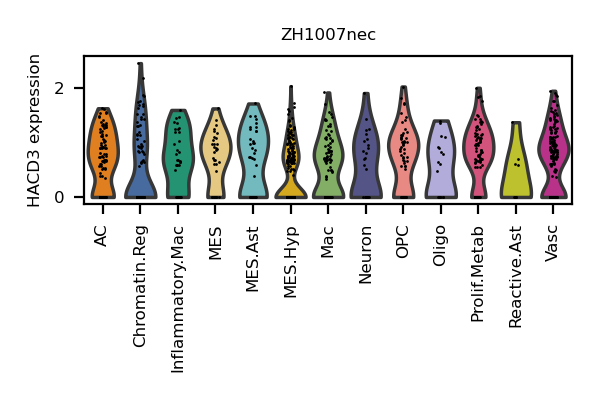 ZH1007nec
HACD3 expression
2
0
AC
Chromatin.Reg
Inflammatory.Mac
MES
MES.Ast
MES.Hyp
Mac
Neuron
OPC
Oligo
Prolif.Metab
Reactive.Ast
Vasc